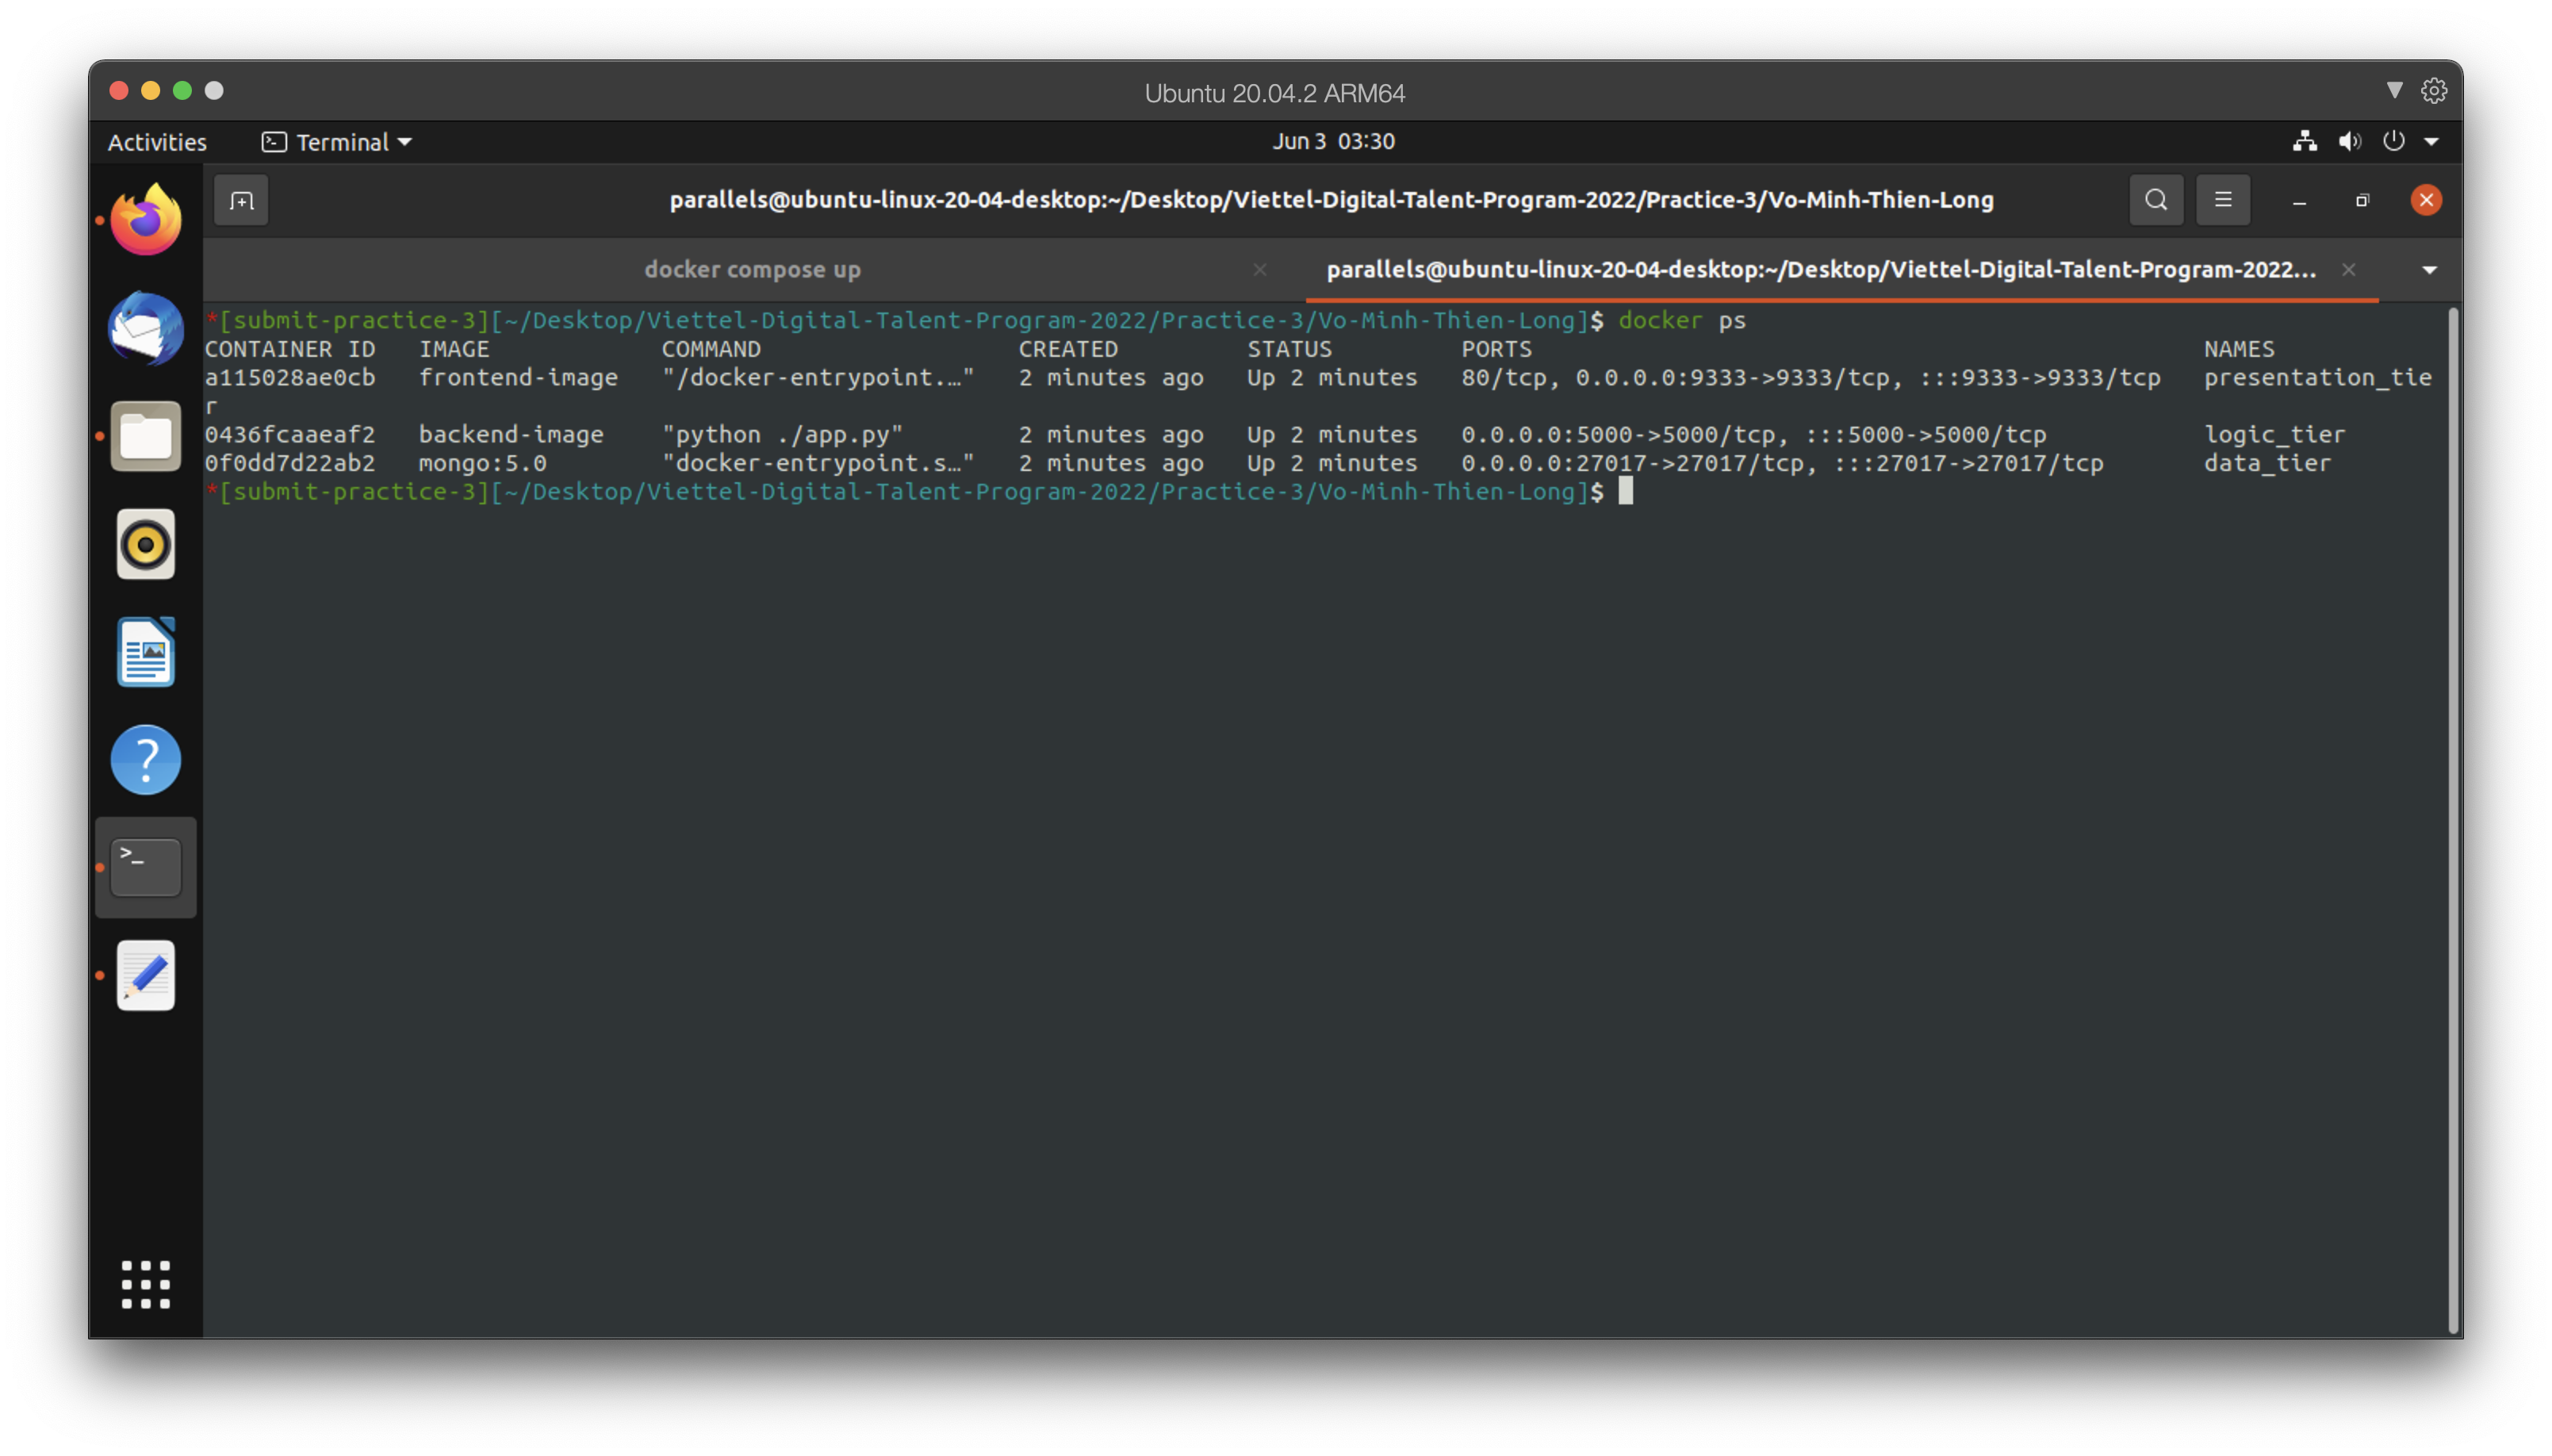 Ubuntu 20.04.2 ARM64
Activities Terminal Jun 3 03:30
parallels@ubuntu-linux-20-04-desktop:~/Desktop/Viettel-Digital-Talent-Program-2022/Practice-3/Vo-Minh-Thien-Long
docker compose up parallels@ubuntu-linux-20-04-desktop:~/Desktop/Viettel-Digital-Talent-Program-2022...
*[submit-practice-3][~/Desktop/Viettel-Digital-Talent-Program-2022/Practice-3/Vo-Minh-Thien-Long]$ docker ps
CONTAINER ID   IMAGE            COMMAND                  CREATED         STATUS         PORTS                                               NAMES
a115028ae0cb   frontend-image   "/docker-entrypoint.…"   2 minutes ago   Up 2 minutes   80/tcp, 0.0.0.0:9333->9333/tcp, :::9333->9333/tcp   presentation_tie
r
0436fcaaeaf2   backend-image    "python ./app.py"        2 minutes ago   Up 2 minutes   0.0.0.0:5000->5000/tcp, :::5000->5000/tcp           logic_tier
0f0dd7d22ab2   mongo:5.0        "docker-entrypoint.s…"   2 minutes ago   Up 2 minutes   0.0.0.0:27017->27017/tcp, :::27017->27017/tcp       data_tier
*[submit-practice-3][~/Desktop/Viettel-Digital-Talent-Program-2022/Practice-3/Vo-Minh-Thien-Long]$